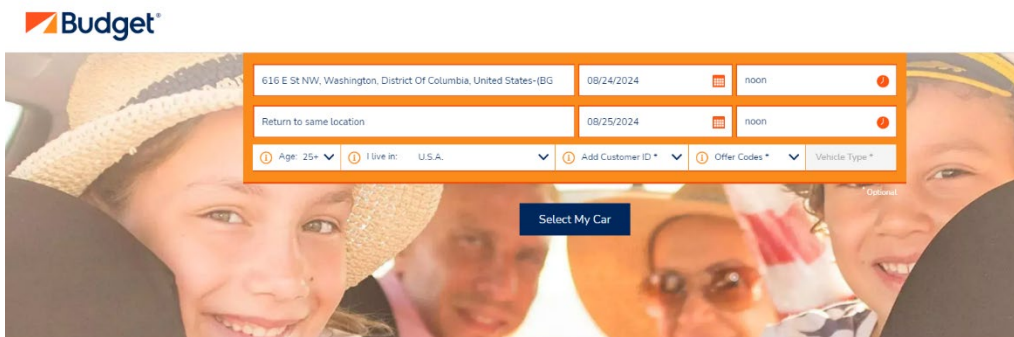 Budget®
616 E St NW, Washington, District Of Columbia, United States-(BG
08/24/2024
noon
Return to same location
08/25/2024
noon
Age: 25+
I live in: U.S.A.
Add Customer ID *
Offer Codes *
Vehicle Type *
* Optional
Select My Car